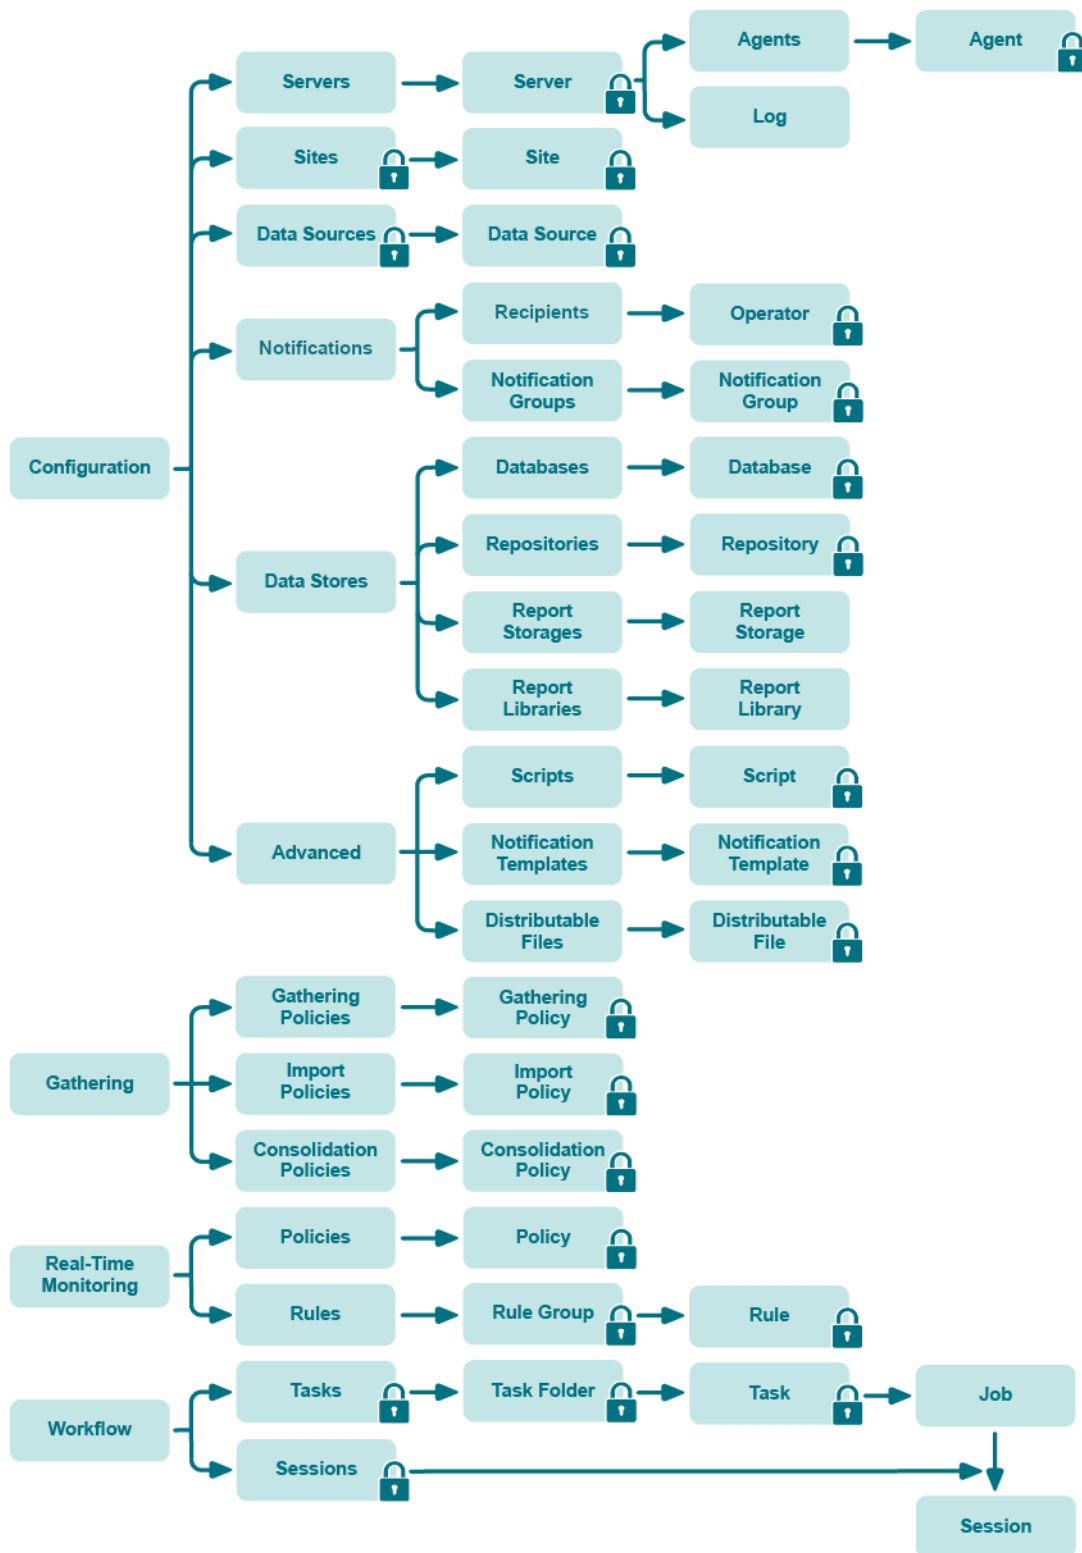 Agents
Agent
Servers
Server
Log
Sites
Site
Data Sources
Data Source
Recipients
Operator
Notifications
Notification
Groups
Notification
Group
Configuration
Databases
Database
Repositories
Repository
Data Stores
Report
Storages
Report
Storage
Report
Libraries
Report
Library
Scripts
Script
Advanced
Notification
Templates
Notification
Template
Distributable
Files
Distributable
File
Gathering
Policies
Gathering
Policy
Gathering
Import
Policies
Import
Policy
Consolidation
Policies
Consolidation
Policy
Real-Time
Monitoring
Policies
Policy
Rules
Rule Group
Rule
Workflow
Tasks
Task Folder
Task
Job
Sessions
Session